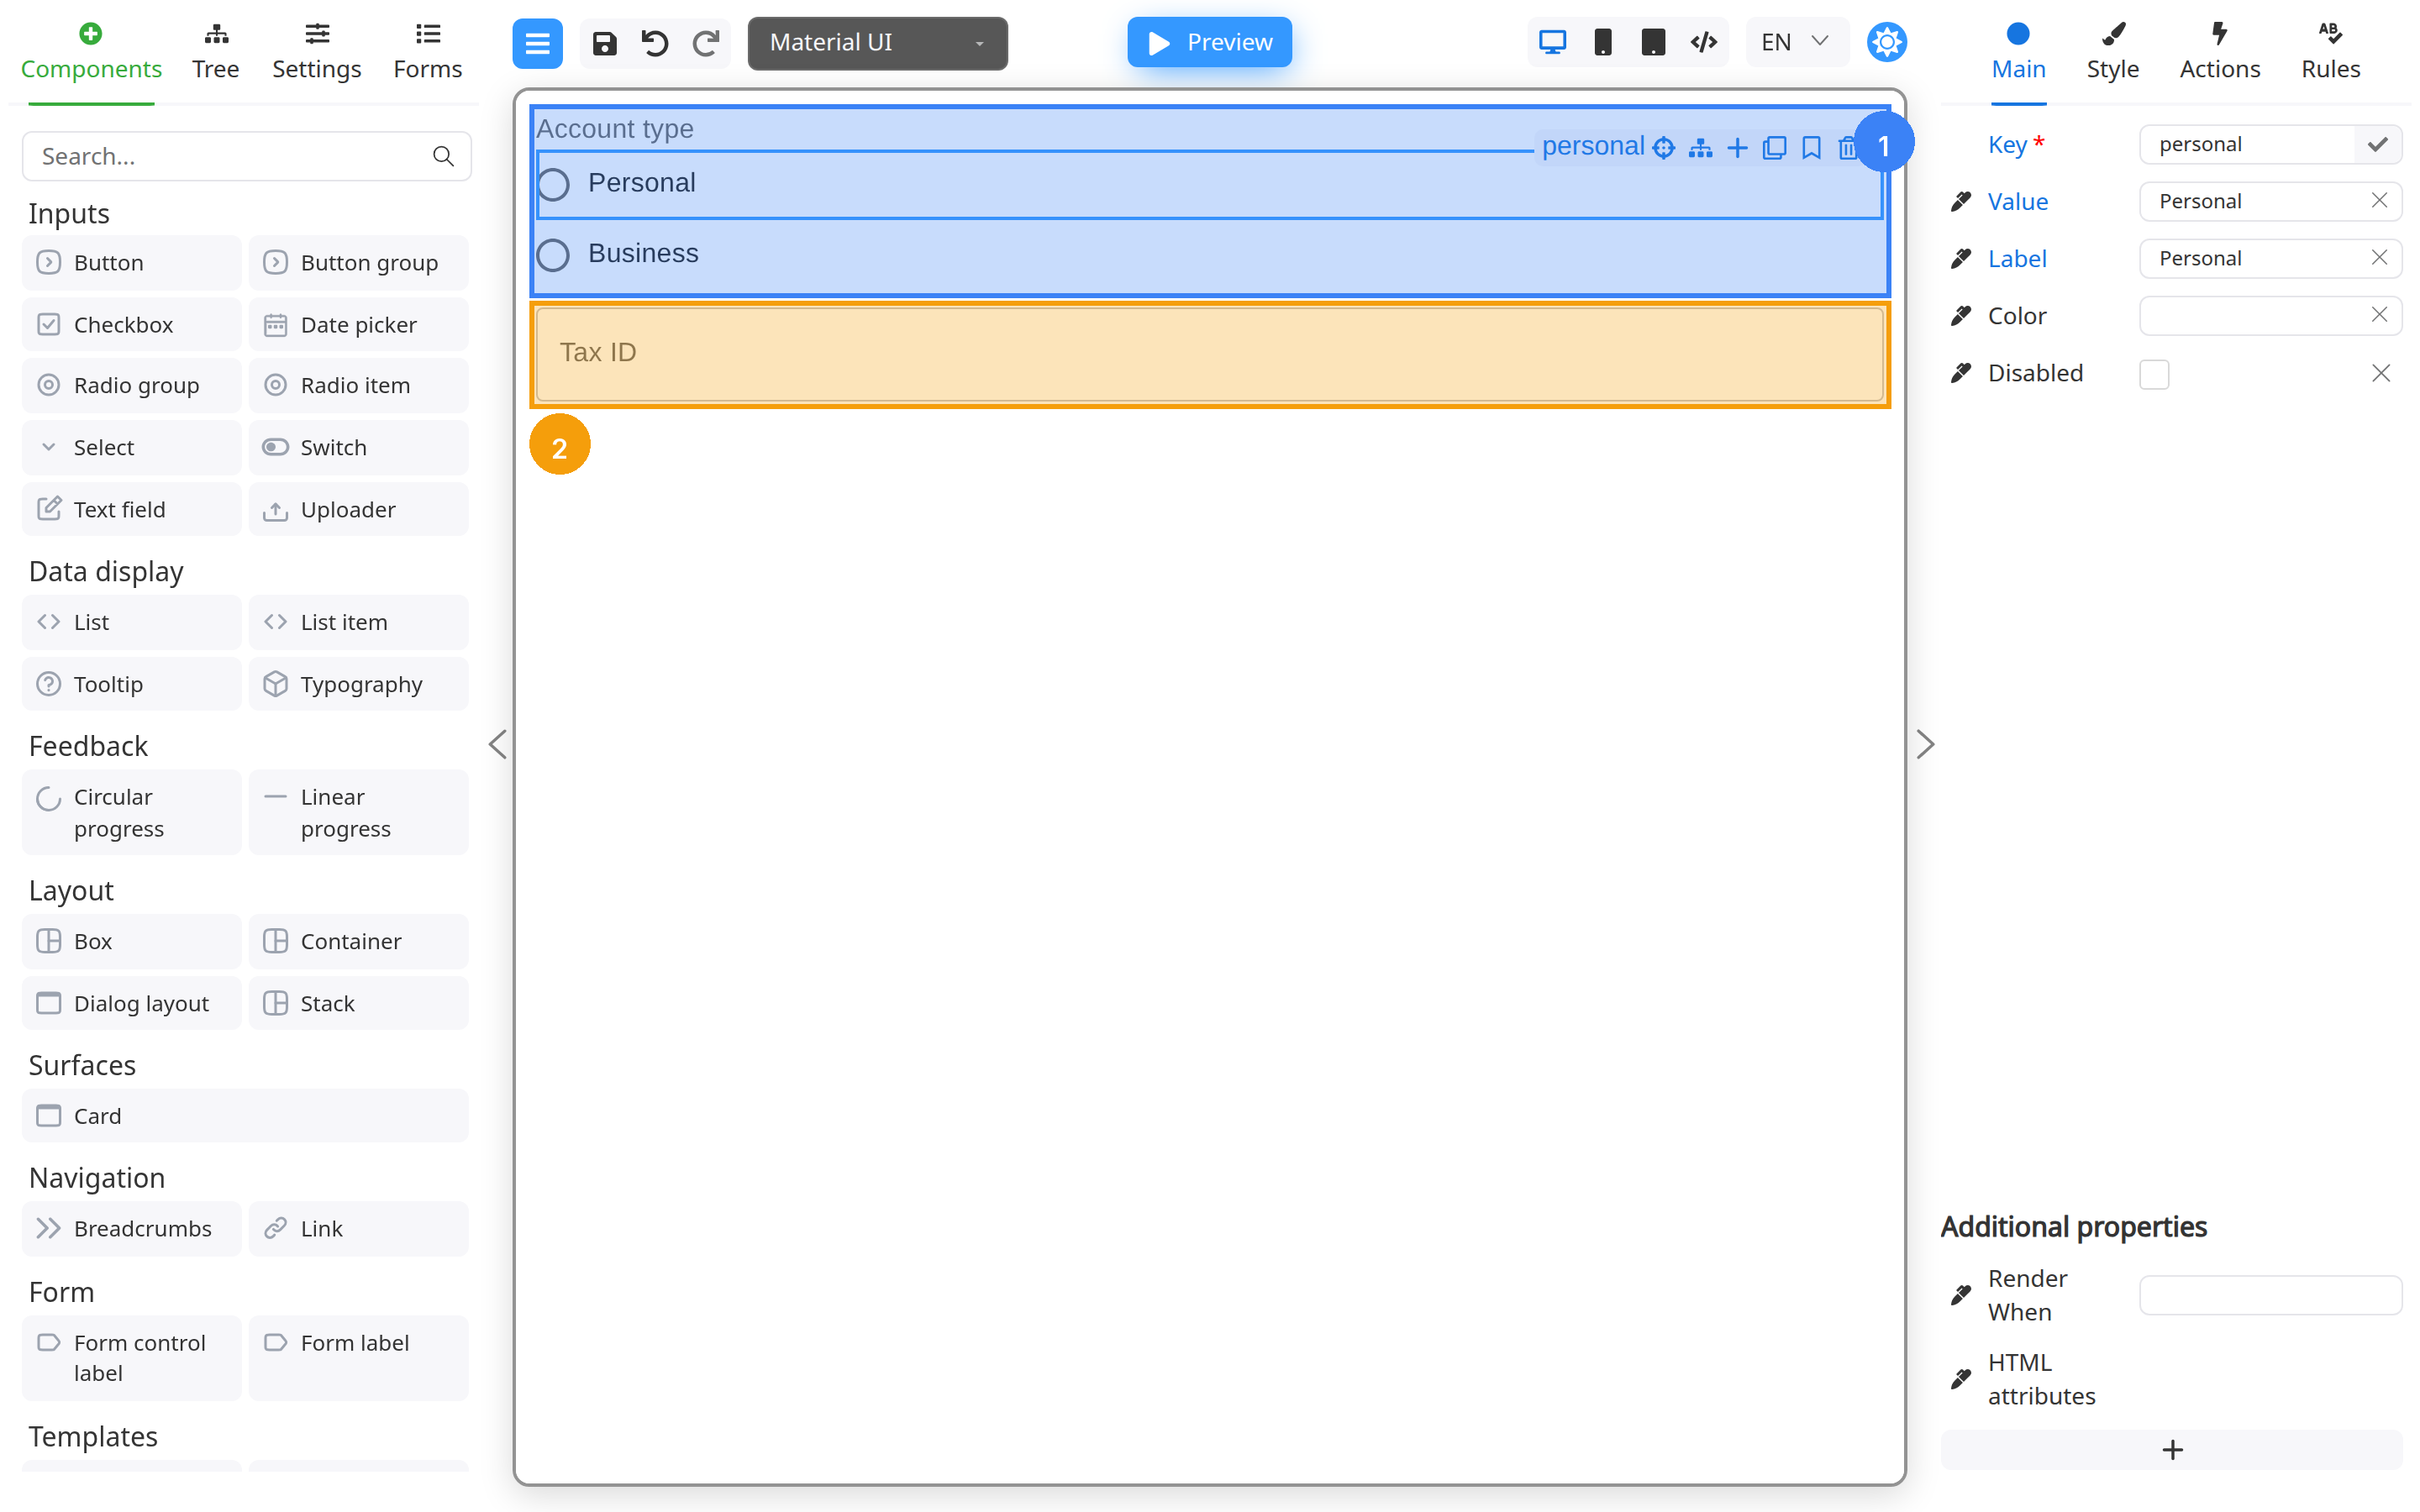 Components
Tree
Settings
Forms
Material UI
Preview
EN
Main
Style
Actions
AB
Rules
Search...
Inputs
Button
Button group
Checkbox
Date picker
Radio group
Radio item
Select
Switch
Text field
Uploader
Data display
List
List item
Tooltip
Typography
Feedback
Circular
progress
Linear
progress
Layout
Box
Container
Dialog layout
Stack
Surfaces
Card
Navigation
Breadcrumbs
Link
Form
Form control
label
Form label
Templates
Account type
personal
1
Personal
Business
Tax ID
2
Key *
personal
Value
Personal
Label
Personal
Color
Disabled
Additional properties
Render
When
HTML
attributes